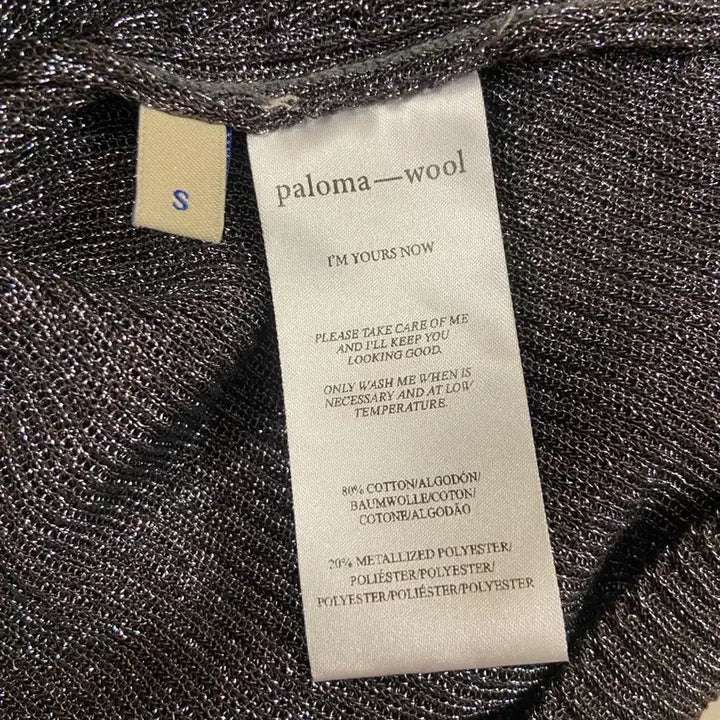 S
paloma—wool
I'M YOURS NOW
PLEASE TAKE CARE OF ME
AND I'LL KEEP YOU
LOOKING GOOD.
ONLY WASH ME WHEN IS
NECESSARY AND AT LOW
TEMPERATURE.
80% COTTON/ALGODÓN/
BAUMWOLLE/COTON/
COTONE/ALGODÃO
20% METALLIZED POLYESTER/
POLIÉSTER/POLYESTER/
POLYESTER/POLIÉSTER/POLYESTER